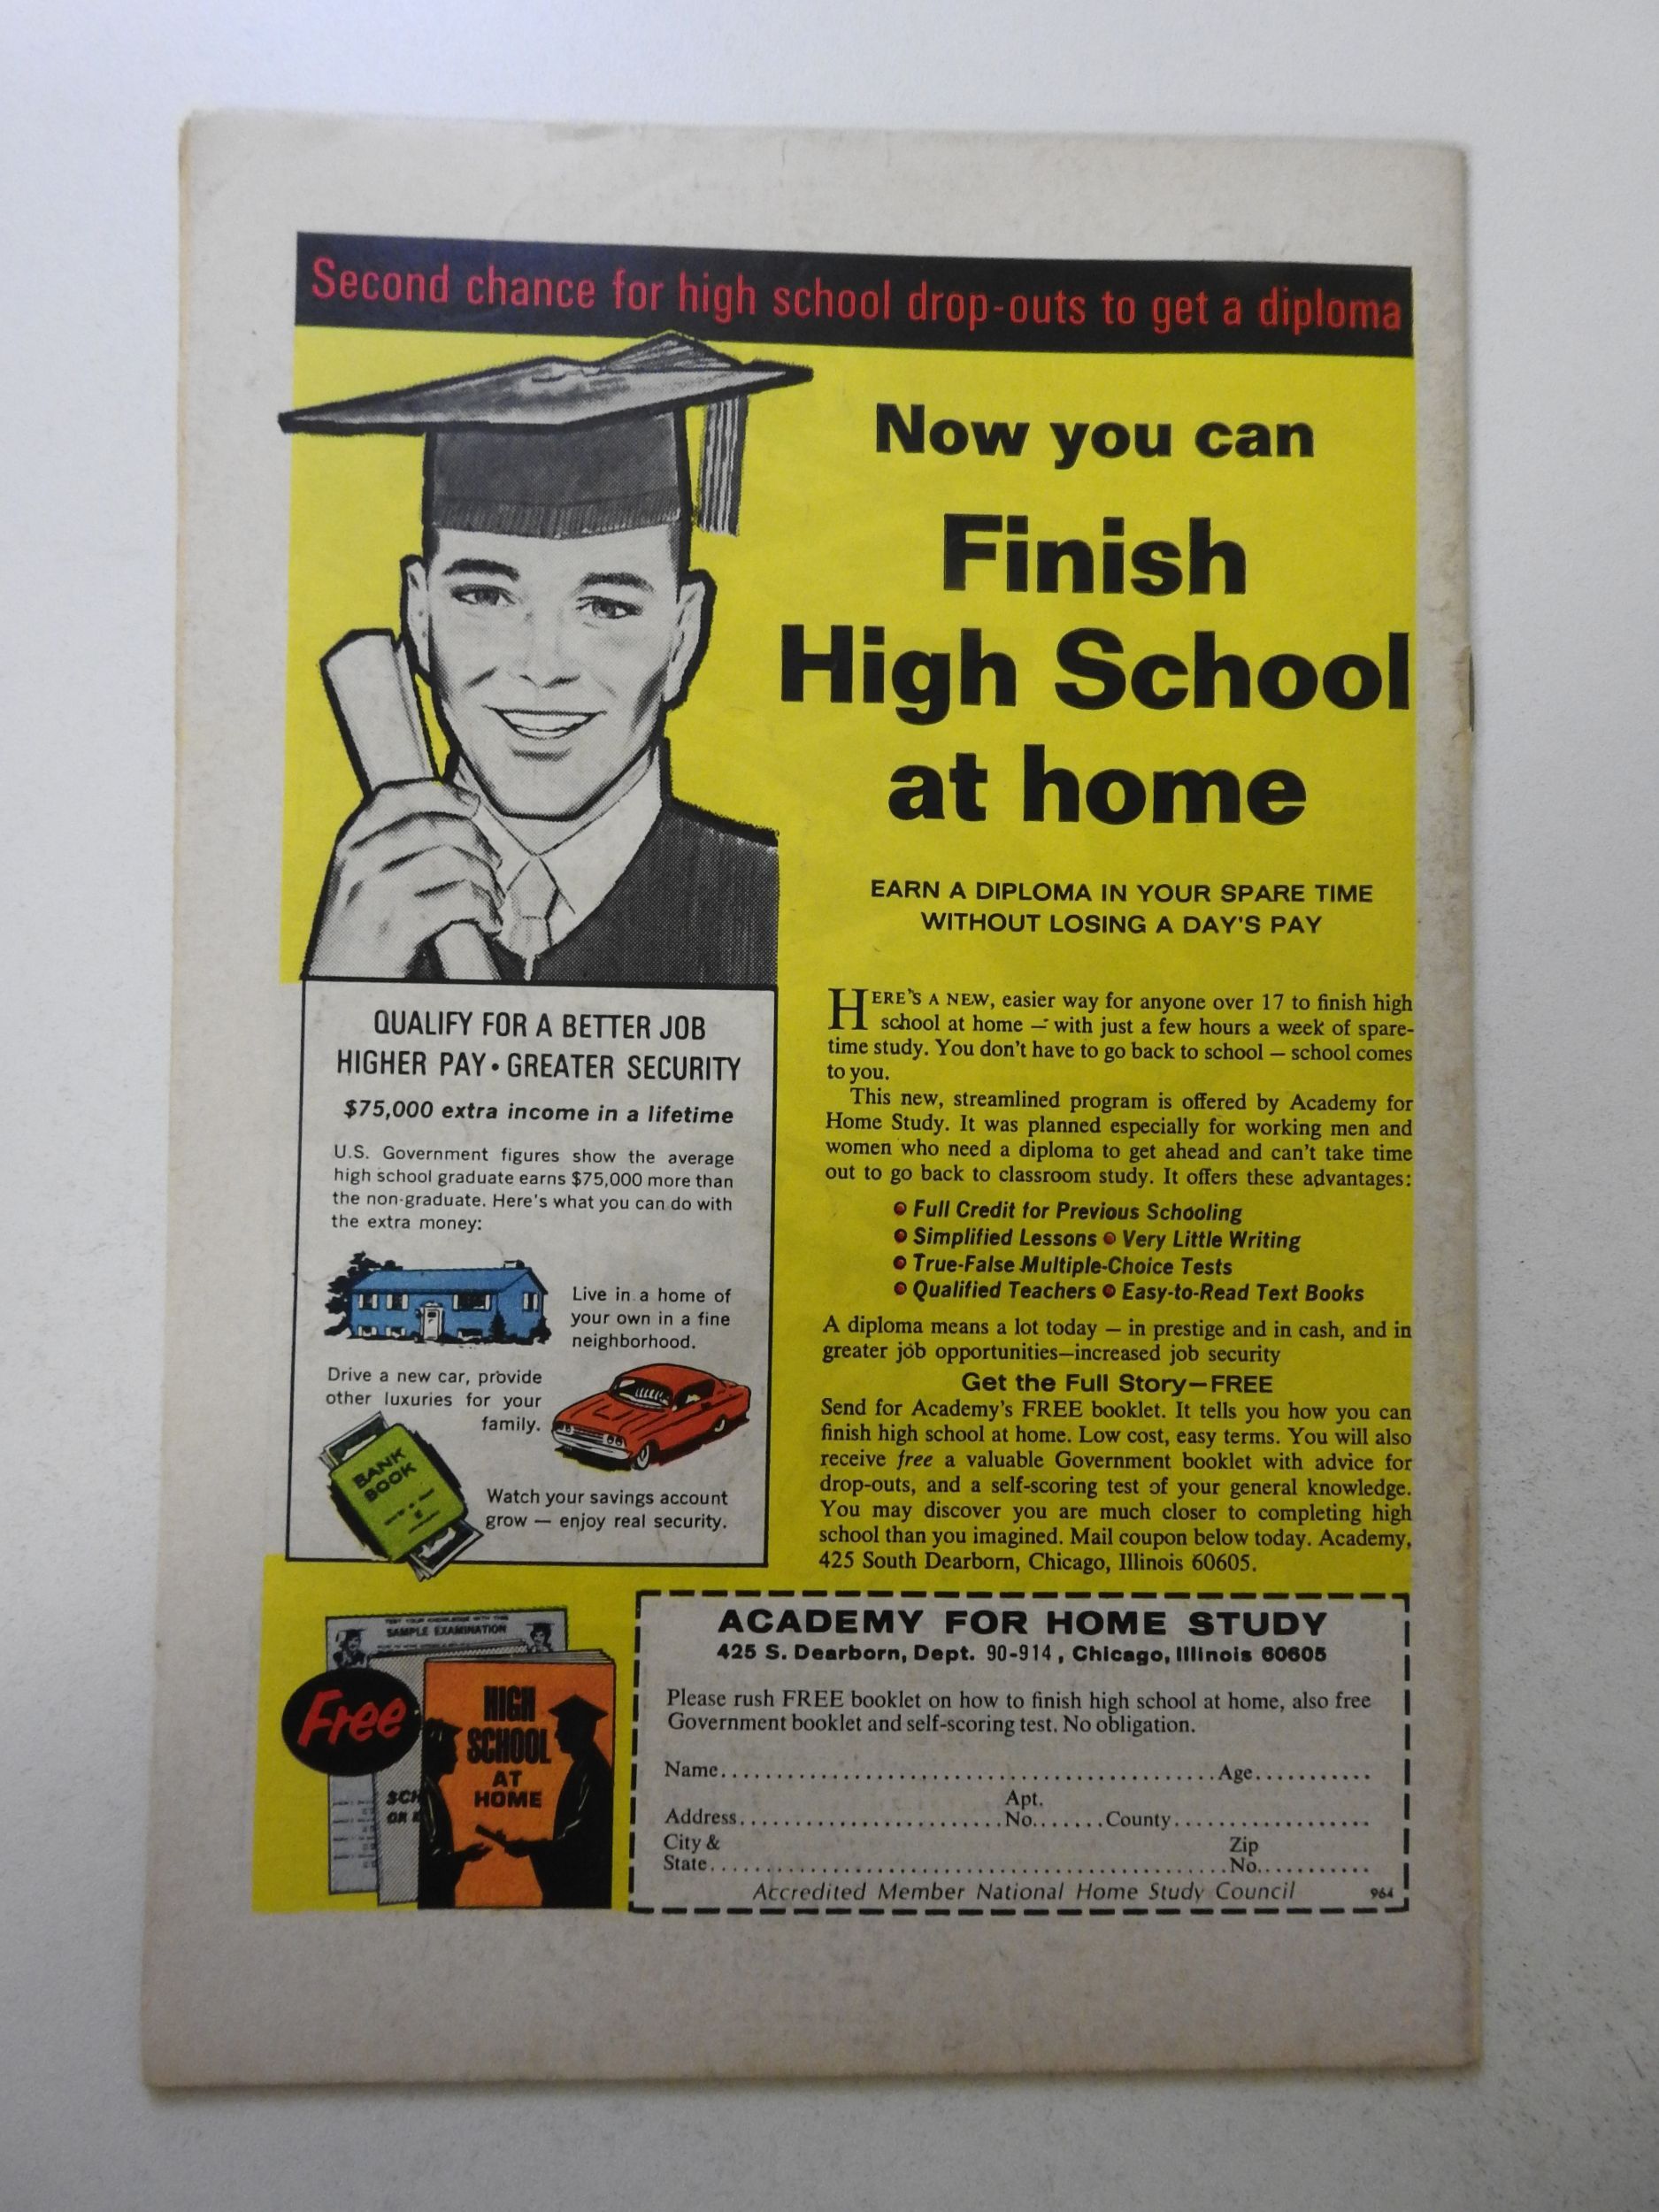 Second chance for high school drop-outs to get a diploma
Now you can
Finish
High School
at home
EARN A DIPLOMA IN YOUR SPARE TIME
WITHOUT LOSING A DAY'S PAY
QUALIFY FOR A BETTER JOB
HIGHER PAY • GREATER SECURITY
$75,000 extra income in a lifetime
U.S. Government figures show the average
high school graduate earns $75,000 more than
the non-graduate. Here's what you can do with
the extra money:
Live in a home of
your own in a fine
neighborhood.
Drive a new car, provide
other luxuries for your
family.
BANK
BOOK
Watch your savings account
grow — enjoy real security.
HERE'S A NEW, easier way for anyone over 17 to finish high
school at home — with just a few hours a week of spare-
time study. You don't have to go back to school — school comes
to you.
This new, streamlined program is offered by Academy for
Home Study. It was planned especially for working men and
women who need a diploma to get ahead and can't take time
out to go back to classroom study. It offers these advantages:
• Full Credit for Previous Schooling
• Simplified Lessons • Very Little Writing
• True-False Multiple-Choice Tests
• Qualified Teachers • Easy-to-Read Text Books
A diploma means a lot today — in prestige and in cash, and in
greater job opportunities—increased job security
Get the Full Story—FREE
Send for Academy's FREE booklet. It tells you how you can
finish high school at home. Low cost, easy terms. You will also
receive free a valuable Government booklet with advice for
drop-outs, and a self-scoring test of your general knowledge.
You may discover you are much closer to completing high
school than you imagined. Mail coupon below today. Academy,
425 South Dearborn, Chicago, Illinois 60605.
TEST YOUR KNOWLEDGE WITH THIS
SAMPLE EXAMINATION
Free
SCH
OR
HIGH
SCHOOL
AT
HOME
ACADEMY FOR HOME STUDY
425 S. Dearborn, Dept. 90-914, Chicago, Illinois 60605
Please rush FREE booklet on how to finish high school at home, also free
Government booklet and self-scoring test. No obligation.
Name.......... Age..........
Address.......... Apt. No....... County..........
City & State.......... Zip No..........
Accredited Member National Home Study Council 964